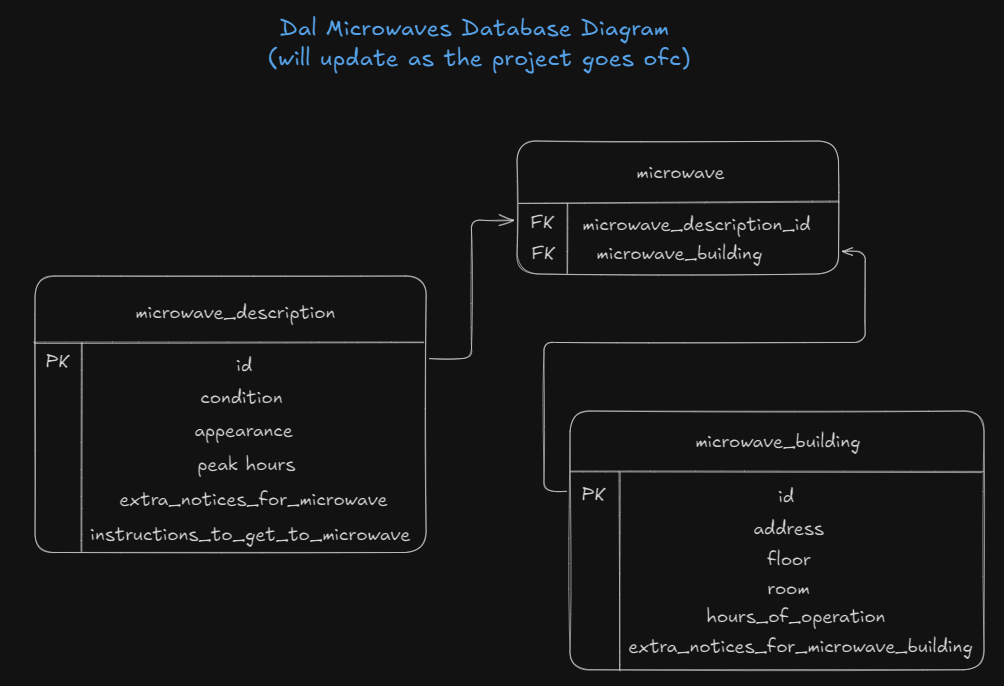 Dal Microwaves Database Diagram
(will update as the project goes ofc)
microwave
FK microwave_description_id
FK microwave_building
microwave_description
PK id
condition
appearance
peak hours
extra_notices_for_microwave
instructions_to_get_to_microwave
microwave_building
PK id
address
floor
room
hours_of_operation
extra_notices_for_microwave_building